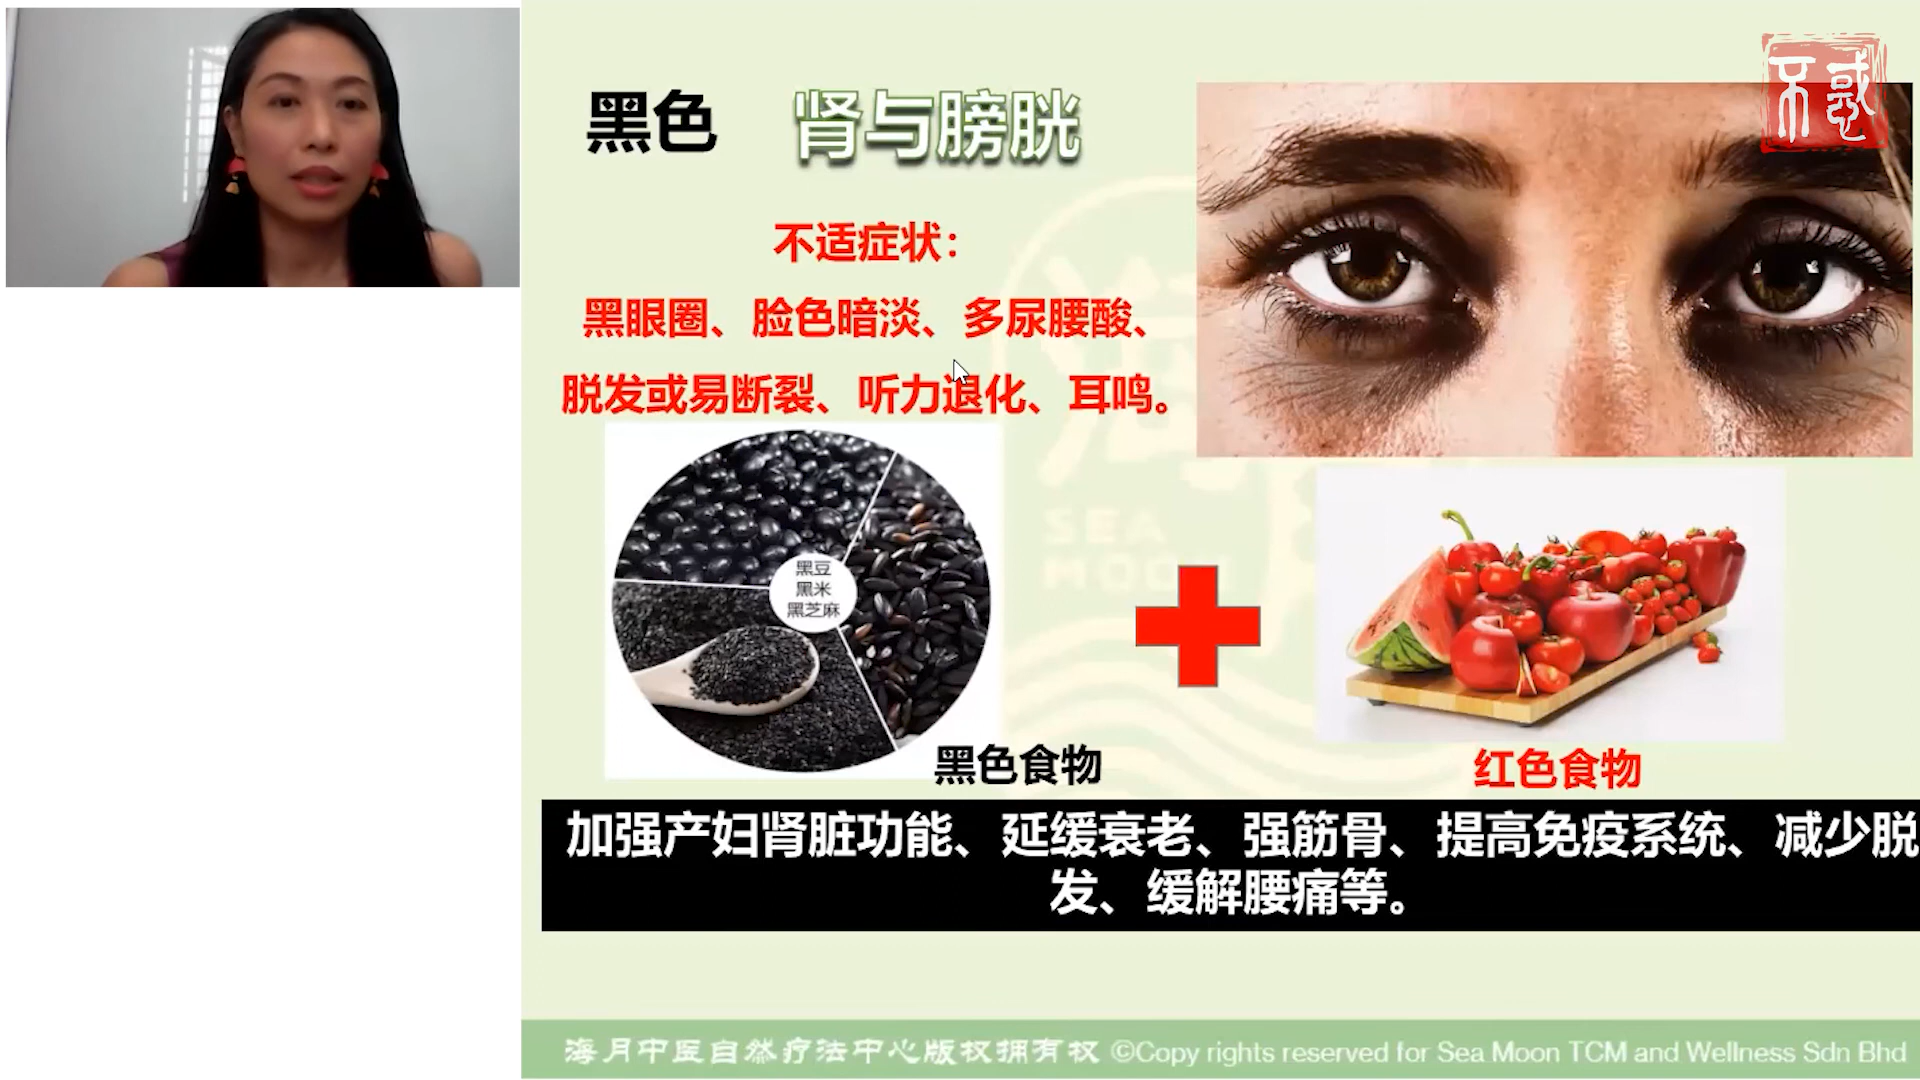 不惑
黑色 肾与膀胱
不适症状：
黑眼圈、脸色暗淡、多尿腰酸、
脱发或易断裂、听力退化、耳鸣。
SEA
MOON
黑豆
黑米
黑芝麻
黑色食物
红色食物
加强产妇肾脏功能、延缓衰老、强筋骨、提高免疫系统、减少脱
发、缓解腰痛等。
海月中医自然疗法中心版权拥有权 ©Copy rights reserved for Sea Moon TCM and Wellness Sdn Bhd